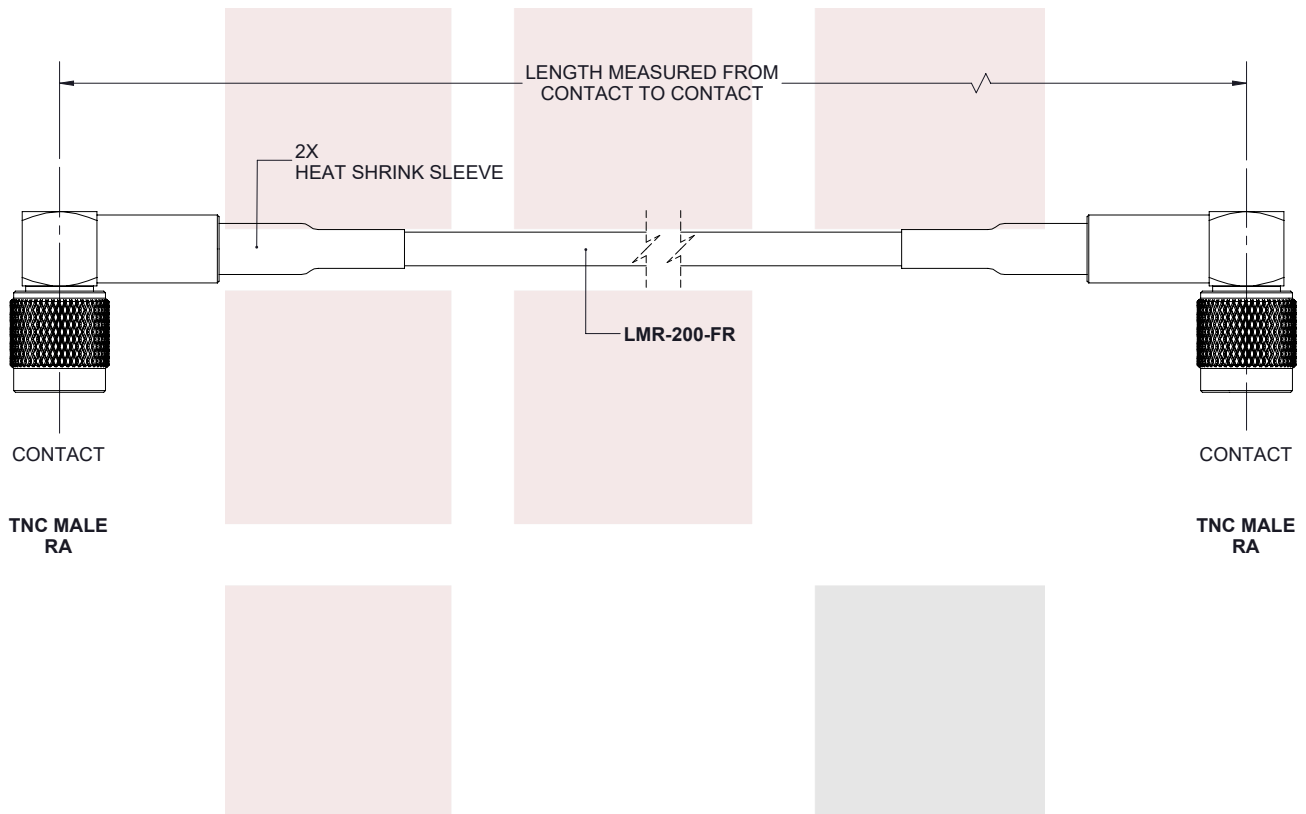 LENGTH MEASURED FROM
CONTACT TO CONTACT
2X
HEAT SHRINK SLEEVE
LMR-200-FR
CONTACT
CONTACT
TNC MALE
RA
TNC MALE
RA